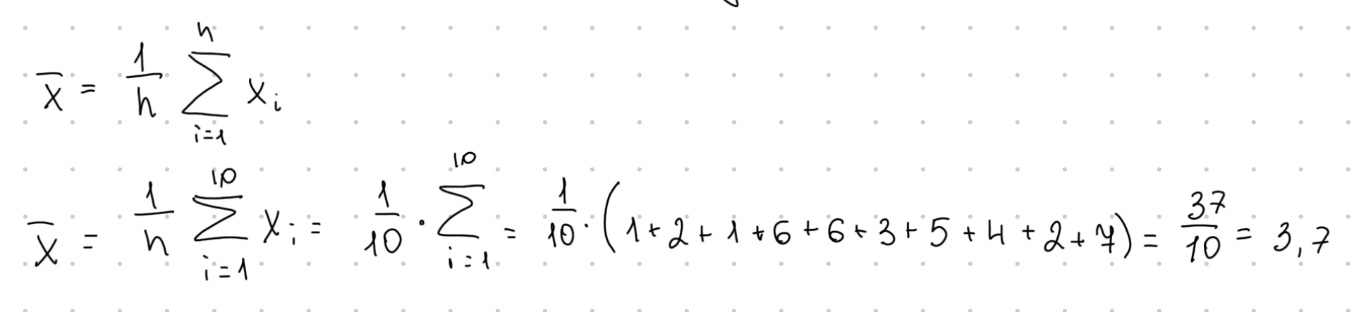 x̄ = 1/n ∑_{i=1}^{n} x_i
x̄ = 1/n ∑_{i=1}^{10} x_i = 1/10 · ∑_{i=1}^{10} = 1/10 · (1+2+1+6+6+3+5+4+2+7) = 37/10 = 3,7